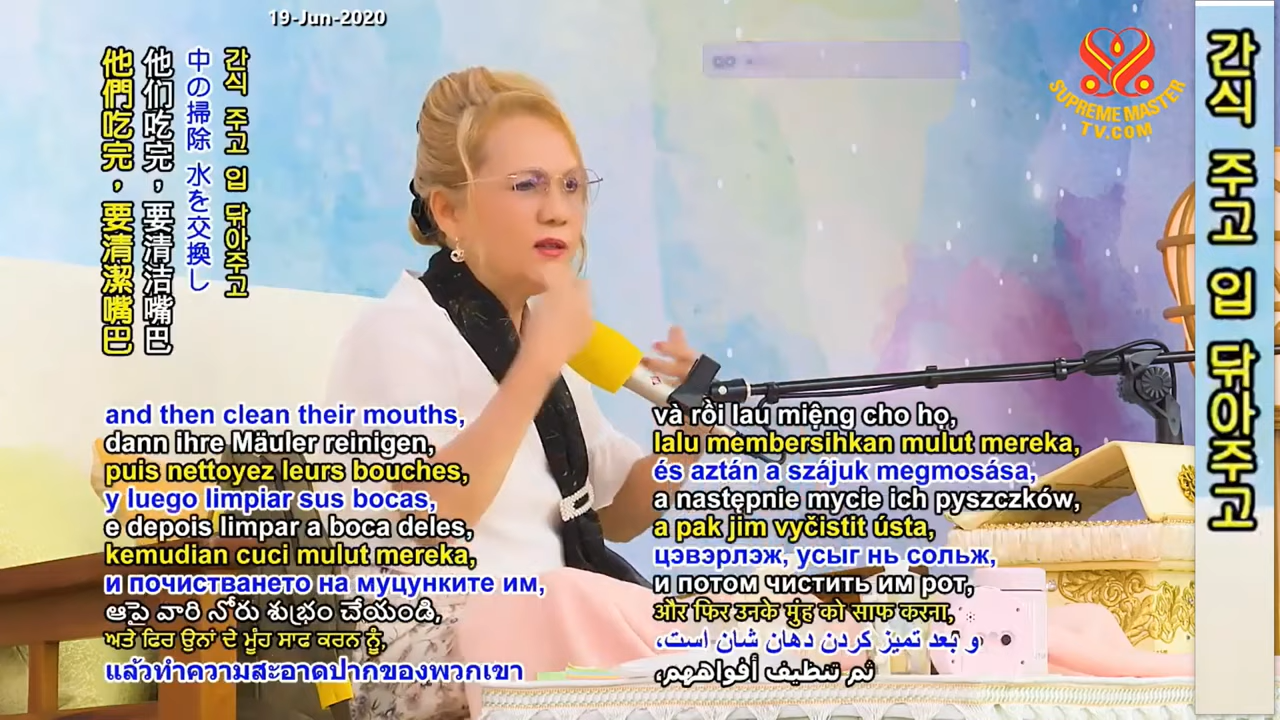 19-Jun-2020
SUPREME MASTER
TV.COM
간식 주고 입 닦아주고
간식 주고 입 닦아주고
中の掃除 水を交換し
他们吃完，要清洁嘴巴
他們吃完，要清潔嘴巴
and then clean their mouths,
dann ihre Mäuler reinigen,
puis nettoyez leurs bouches,
y luego limpiar sus bocas,
e depois limpar a boca deles,
kemudian cuci mulut mereka,
и почистването на муцунките им,
ఆపై వారి నోరు శుభ్రం చేయండి,
ਅਤੇ ਫਿਰ ਉਨਾਂ ਦੇ ਮੂੰਹ ਸਾਫ ਕਰਨ ਨੂੰ,
แล้วทำความสะอาดปากของพวกเขา
và rồi lau miệng cho họ,
lalu membersihkan mulut mereka,
és aztán a szájuk megmosása,
a następnie mycie ich pyszczków,
a pak jim vyčistit ústa,
цэвэрлэж, усыг нь сольж,
и потом чистить им рот,
और फिर उनके मुंह को साफ करना,
و بعد تمیز کردن دهان شان است،
ثم تنظيف أفواههم،